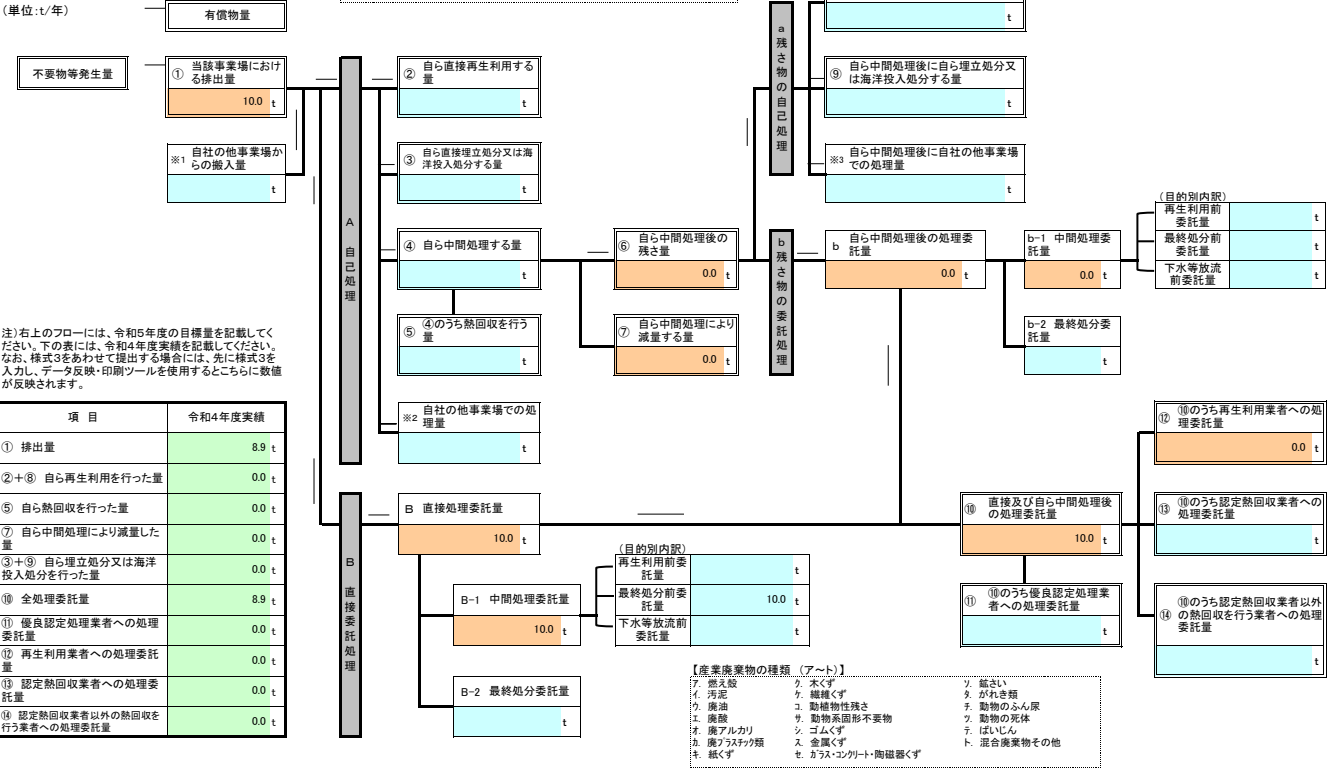 (単位:t/年)
有償物量
t
不要物等発生量
① 当該事業場におけ
る排出量
10.0 t
※1 自社の他事業場か
らの搬入量
t
A 自己処理
② 自ら直接再生利用する
量
t
③ 自ら直接埋立処分又は海
洋投入処分する量
t
④ 自ら中間処理する量
t
⑤ ④のうち熱回収を行う
量
t
※2 自社の他事業場での処
理量
t
⑥ 自ら中間処理後の
残さ量
0.0 t
⑦ 自ら中間処理により
減量する量
0.0 t
a 残さ物の自己処理
⑨ 自ら中間処理後に自ら埋立処分又
は海洋投入処分する量
t
※3 自ら中間処理後に自社の他事業場
での処理量
t
b 残さ物の委託処理
b 自ら中間処理後の処理委
託量
0.0 t
b-1 中間処理委
託量
0.0 t
b-2 最終処分委
託量
t
(目的別内訳)
再生利用前
委託量 t
最終処分前
委託量 t
下水等放流
前委託量 t
注)右上のフローには、令和5年度の目標量を記載してく
ださい。下の表には、令和4年度実績を記載してください。
なお、様式3をあわせて提出する場合には、先に様式3を
入力し、データ反映・印刷ツールを使用するとこちらに数値
が反映されます。
項 目 令和4年度実績
① 排出量 8.9 t
②+⑧ 自ら再生利用を行った量 0.0 t
⑤ 自ら熱回収を行った量 0.0 t
⑦ 自ら中間処理により減量した
量 0.0 t
③+⑨ 自ら埋立処分又は海洋
投入処分を行った量 0.0 t
⑩ 全処理委託量 8.9 t
⑪ 優良認定処理業者への処理
委託量 0.0 t
⑫ 再生利用業者への処理委託
量 0.0 t
⑬ 認定熱回収業者への処理委
託量 0.0 t
⑭ 認定熱回収業者以外の熱回収を
行う業者への処理委託量 0.0 t
B 直接委託処理
B 直接処理委託量
10.0 t
B-1 中間処理委託量
10.0 t
B-2 最終処分委託量
t
(目的別内訳)
再生利用前委
託量 t
最終処分前委
託量 10.0 t
下水等放流前
委託量 t
⑩ 直接及び自ら中間処理後
の処理委託量
10.0 t
⑪ ⑩のうち優良認定処理業
者への処理委託量
t
⑫ ⑩のうち再生利用業者への処
理委託量
0.0 t
⑬ ⑩のうち認定熱回収業者への
処理委託量
t
⑭ ⑩のうち認定熱回収業者以外
の熱回収を行う業者への処理
委託量
t
【産業廃棄物の種類 (ア~ト)】
ア. 燃え殻 ク. 木くず ソ. 鉱さい
イ. 汚泥 ケ. 繊維くず タ. がれき類
ウ. 廃油 コ. 動植物性残さ チ. 動物のふん尿
エ. 廃酸 サ. 動物系固形不要物 ツ. 動物の死体
オ. 廃アルカリ シ. ゴムくず テ. ばいじん
カ. 廃プラスチック類 ス. 金属くず ト. 混合廃棄物その他
キ. 紙くず セ. ガラス・コンクリート・陶磁器くず